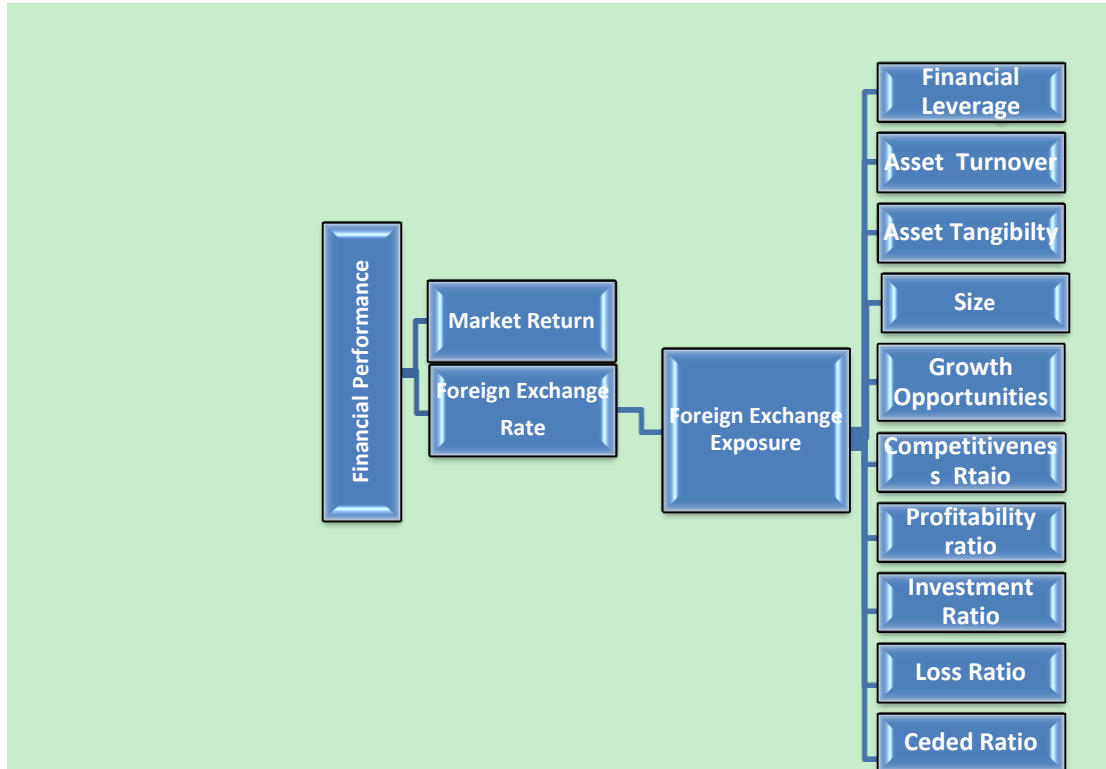 Financial Performance
Market Return
Foreign Exchange
Rate
Foreign Exchange
Exposure
Financial
Leverage
Asset Turnover
Asset Tangibilty
Size
Growth
Opportunities
Competitivenes
s Rtaio
Profitability
ratio
Investment
Ratio
Loss Ratio
Ceded Ratio